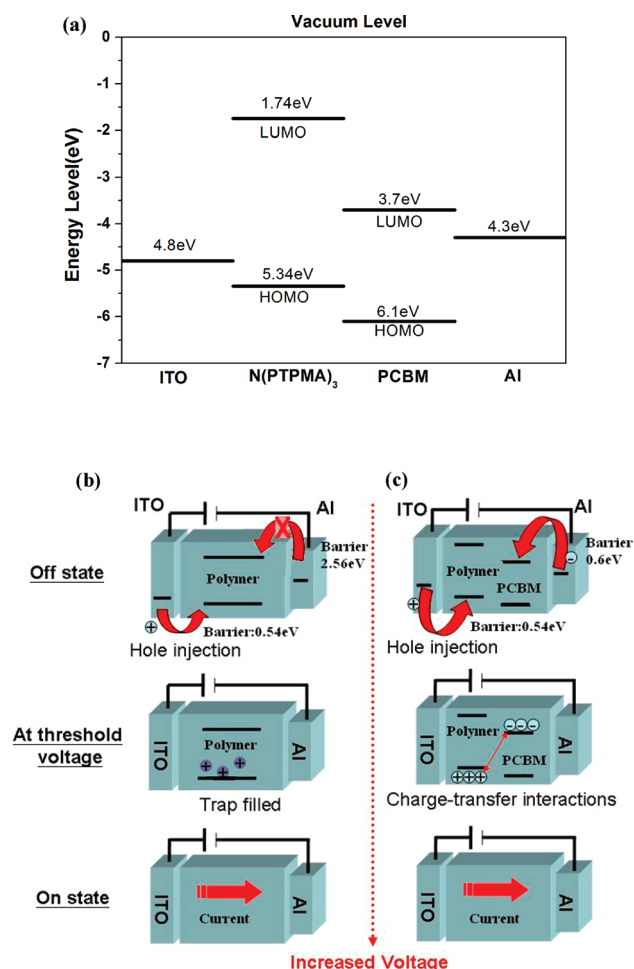 (a)
Vacuum Level
Energy Level(eV)
0
-1
-2
-3
-4
-5
-6
-7
1.74eV
LUMO
3.7eV
LUMO
4.3eV
4.8eV
5.34eV
HOMO
6.1eV
HOMO
ITO
N(PTPMA)3
PCBM
Al
(b)
(c)
Off state
ITO
Al
X
Barrier
2.56eV
Polymer
+
Barrier:0.54eV
Hole injection
ITO
Al
Barrier
0.6eV
-
Polymer
PCBM
+
Barrier:0.54eV
Hole injection
At threshold
voltage
ITO
Polymer
+ + +
Al
Trap filled
ITO
Polymer
- - -
PCBM
+ + +
Al
Charge-transfer interactions
On state
ITO
Current
Al
ITO
Current
Al
Increased Voltage